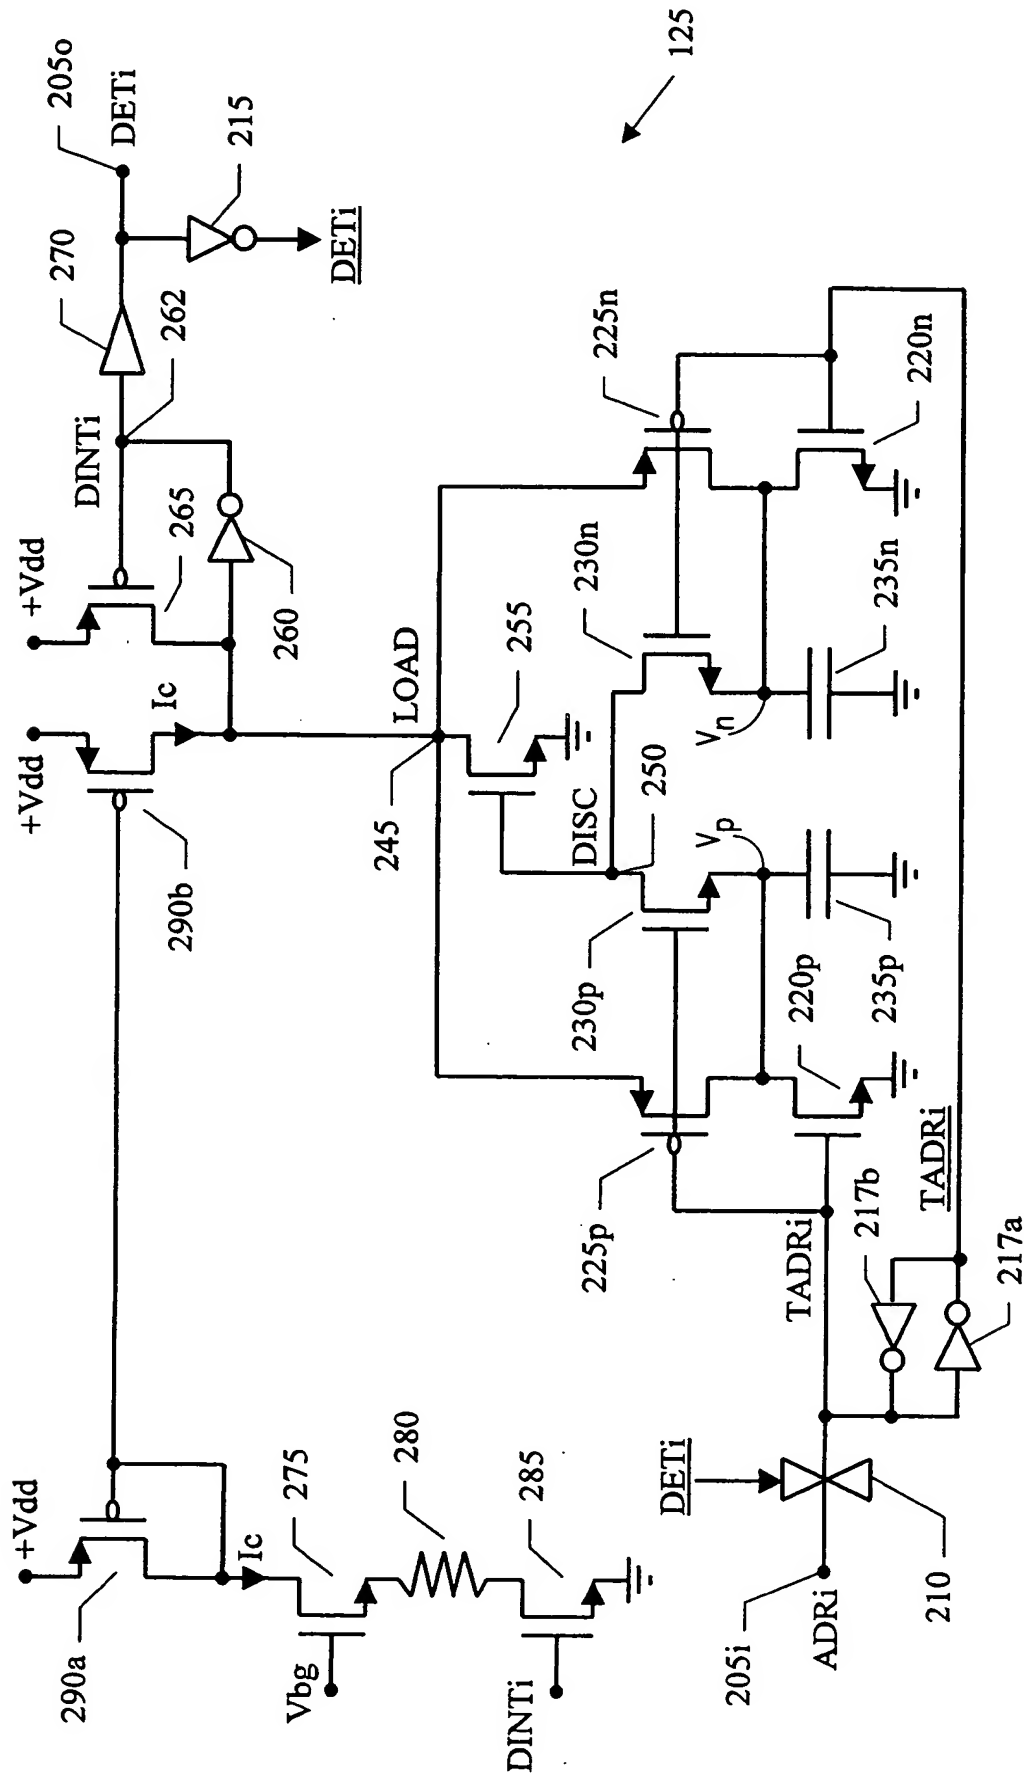 +Vdd
290a
Ic
Vbg
275
280
DINTi
285
+Vdd
290b
Ic
+Vdd
265
260
DINTi
262
270
205o
DETi
215
DETi
125
LOAD
245
255
DISC
250
230p
225p
Vp
235p
220p
230n
Vn
235n
225n
220n
TADRi
TADRi
217b
217a
DETi
210
205i
ADRi